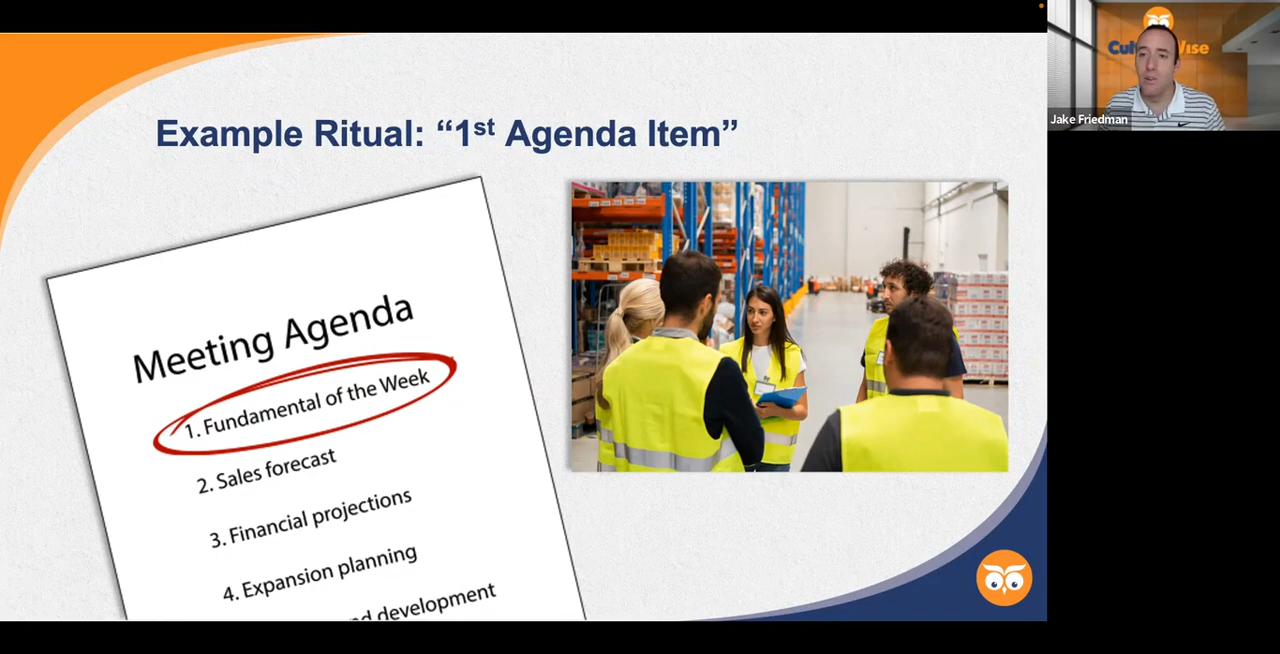 Example Ritual: “1st Agenda Item”
Meeting Agenda
1. Fundamental of the Week
2. Sales forecast
3. Financial projections
4. Expansion planning
development
Jake Friedman